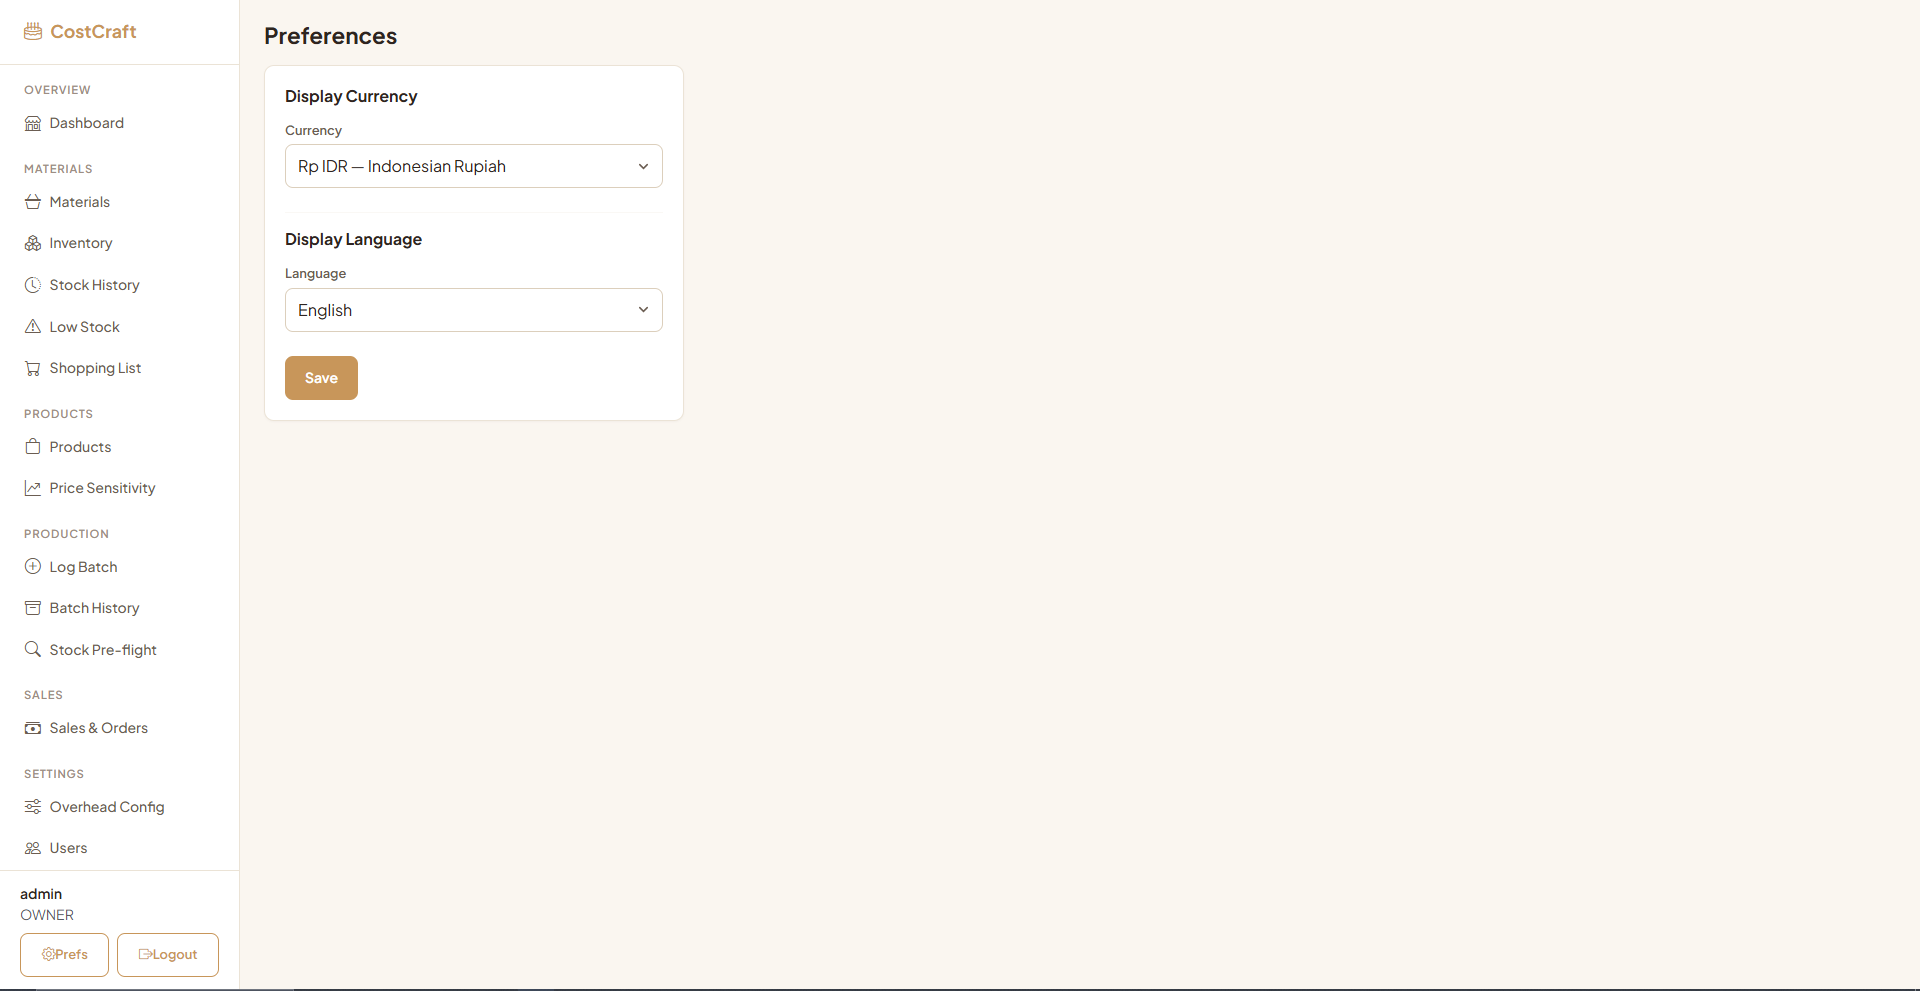 CostCraft
OVERVIEW
Dashboard
MATERIALS
Materials
Inventory
Stock History
Low Stock
Shopping List
PRODUCTS
Products
Price Sensitivity
PRODUCTION
Log Batch
Batch History
Stock Pre-flight
SALES
Sales & Orders
SETTINGS
Overhead Config
Users
admin
OWNER
Prefs
Logout
Preferences
Display Currency
Currency
Rp IDR — Indonesian Rupiah
Display Language
Language
English
Save